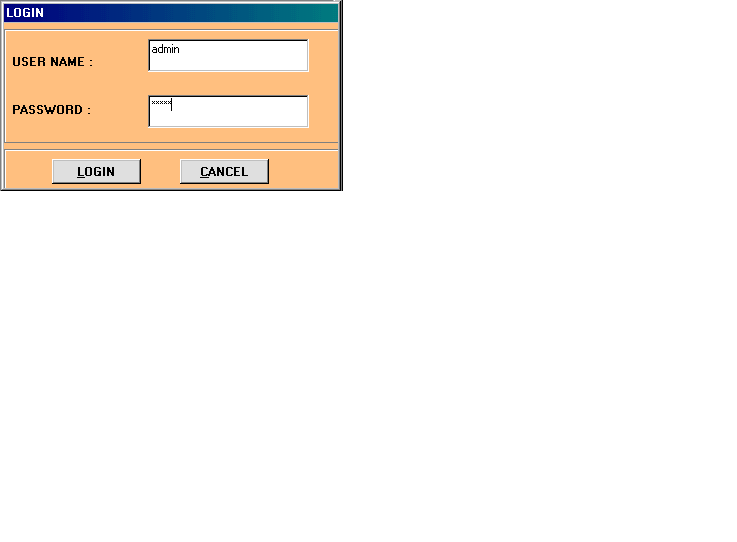 LOGIN
USER NAME : admin
PASSWORD : *****
LOGIN CANCEL